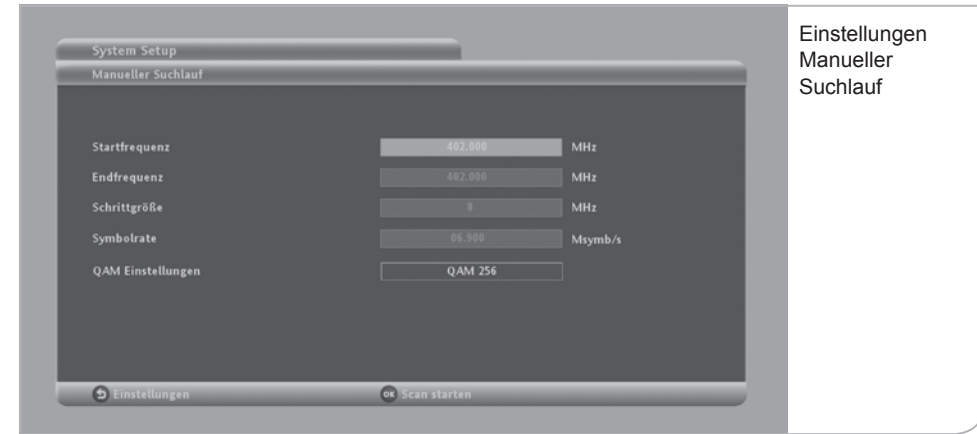 System Setup
Manueller Suchlauf
Startfrequenz 402.000 MHz
Endfrequenz 402.000 MHz
Schrittgröße 8 MHz
Symbolrate 06.900 Msymb/s
QAM Einstellungen QAM 256
Einstellungen OK Scan starten
Einstellungen
Manueller
Suchlauf